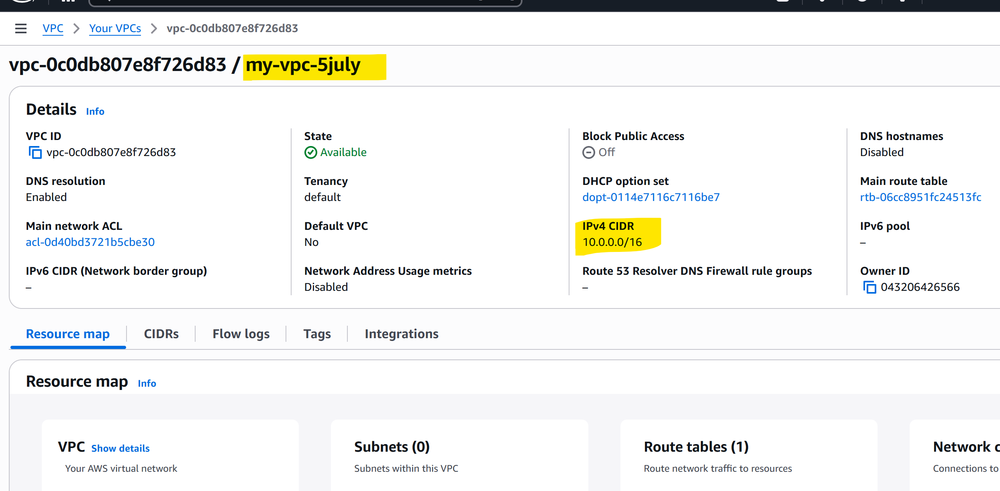 VPC > Your VPCs > vpc-0c0db807e8f726d83
vpc-0c0db807e8f726d83 / my-vpc-5july
Details Info
VPC ID
vpc-0c0db807e8f726d83
State
Available
Block Public Access
Off
DNS hostnames
Disabled
DNS resolution
Enabled
Tenancy
default
DHCP option set
dopt-0114e7116c7116be7
Main route table
rtb-06cc8951fc24513fc
Main network ACL
acl-0d40bd3721b5cbe30
Default VPC
No
IPv4 CIDR
10.0.0.0/16
IPv6 pool
–
IPv6 CIDR (Network border group)
–
Network Address Usage metrics
Disabled
Route 53 Resolver DNS Firewall rule groups
–
Owner ID
043206426566
Resource map CIDRs Flow logs Tags Integrations
Resource map Info
VPC Show details
Your AWS virtual network
Subnets (0)
Subnets within this VPC
Route tables (1)
Route network traffic to resources
Network c
Connections to